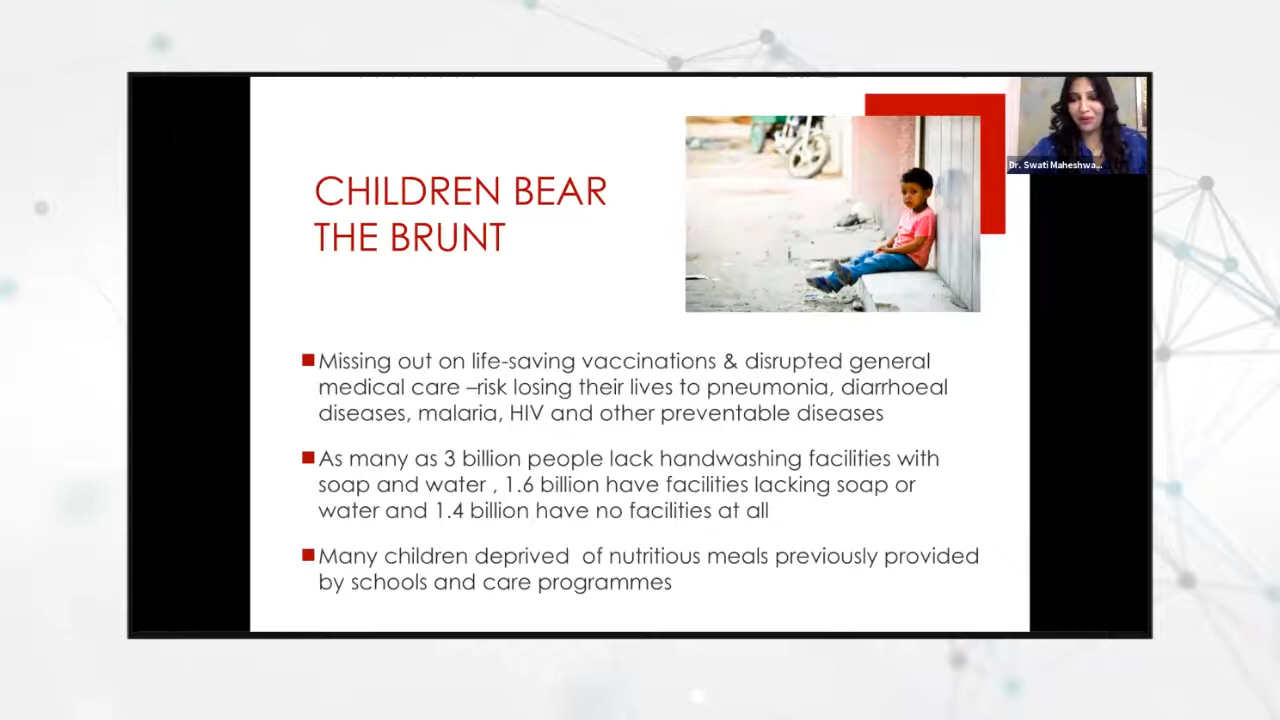 CHILDREN BEAR
THE BRUNT
Dr. Swati Maheshwa...
Missing out on life-saving vaccinations & disrupted general
medical care –risk losing their lives to pneumonia, diarrhoeal
diseases, malaria, HIV and other preventable diseases
As many as 3 billion people lack handwashing facilities with
soap and water , 1.6 billion have facilities lacking soap or
water and 1.4 billion have no facilities at all
Many children deprived  of nutritious meals previously provided
by schools and care programmes